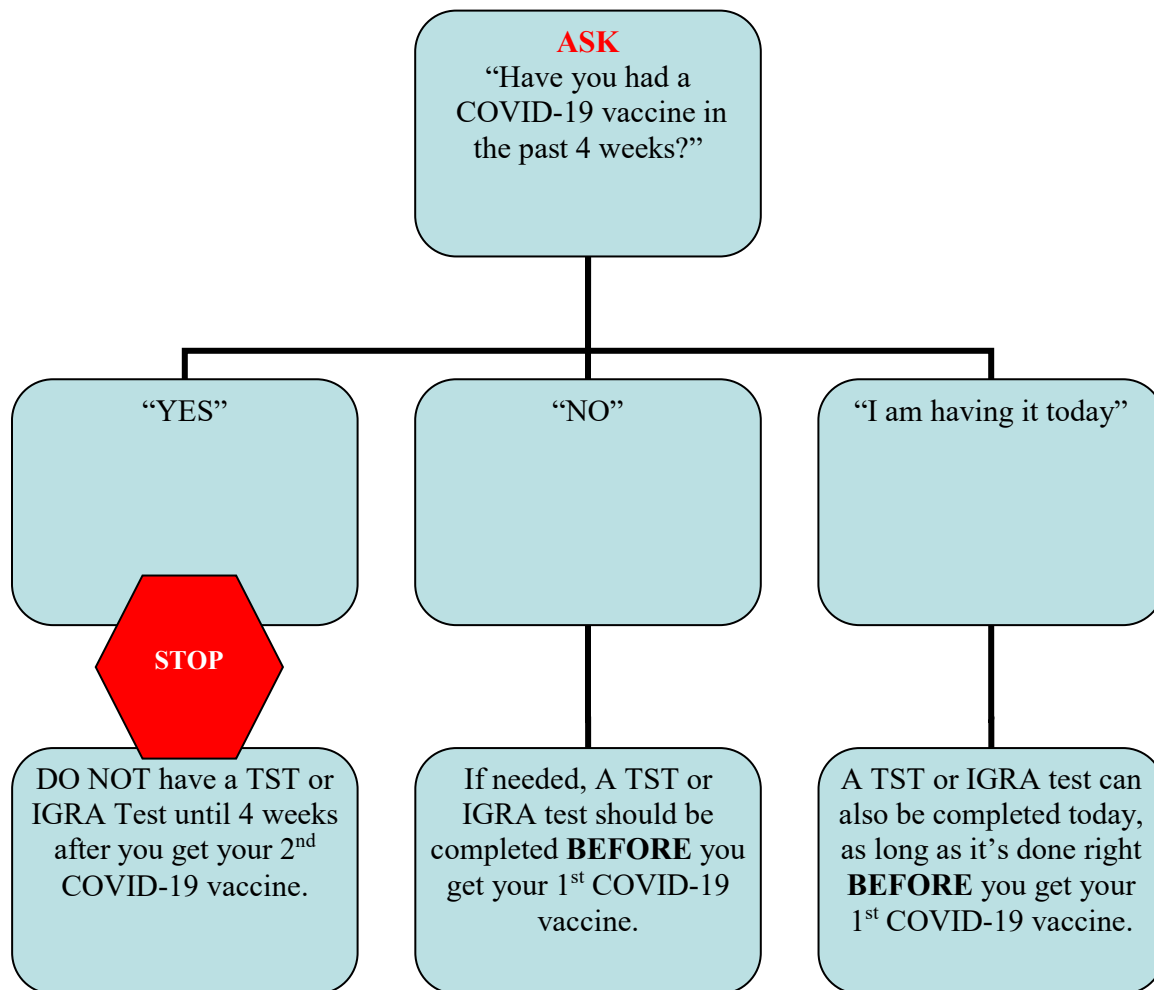 ASK
“Have you had a
COVID-19 vaccine in
the past 4 weeks?”
“YES”
“NO”
“I am having it today”
STOP
DO NOT have a TST or
IGRA Test until 4 weeks
after you get your 2nd
COVID-19 vaccine.
If needed, A TST or
IGRA test should be
completed BEFORE you
get your 1st COVID-19
vaccine.
A TST or IGRA test can
also be completed today,
as long as it’s done right
BEFORE you get your
1st COVID-19 vaccine.